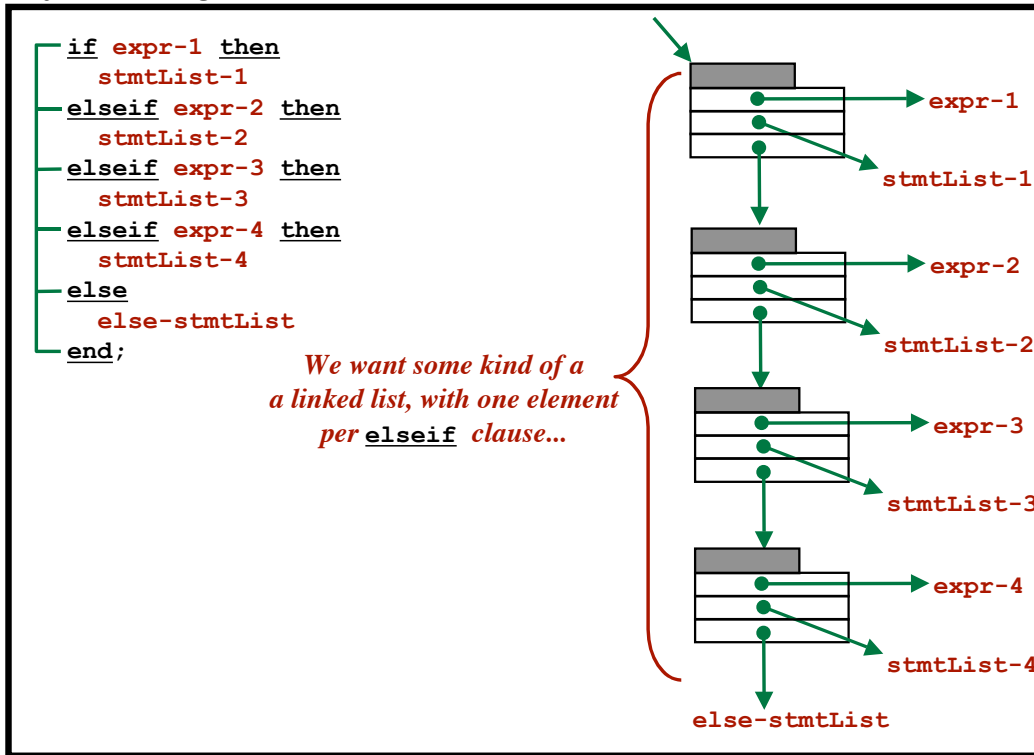 if expr-1 then
stmtList-1
elseif expr-2 then
stmtList-2
elseif expr-3 then
stmtList-3
elseif expr-4 then
stmtList-4
else
else-stmtList
end;
We want some kind of a
a linked list, with one element
per elseif clause...
expr-1
stmtList-1
expr-2
stmtList-2
expr-3
stmtList-3
expr-4
stmtList-4
else-stmtList